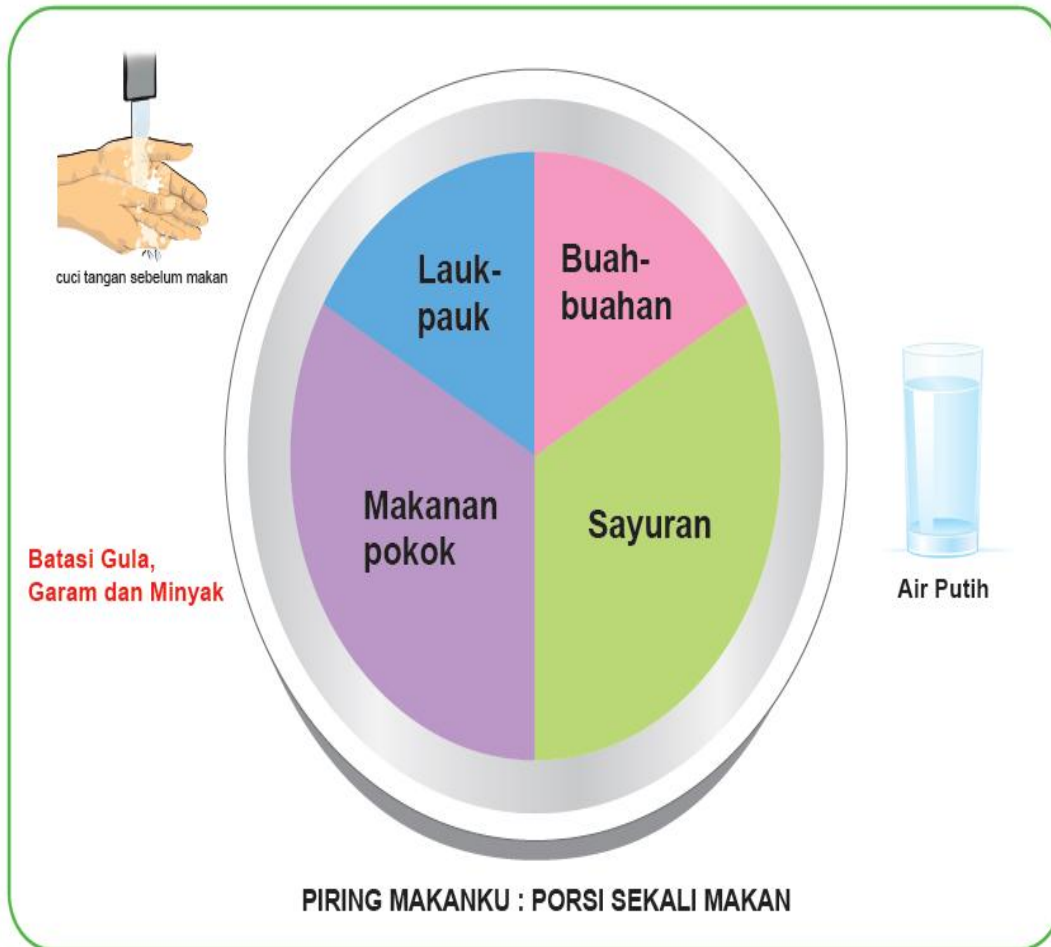 cuci tangan sebelum makan
Lauk-
pauk
Buah-
buahan
Makanan
pokok
Sayuran
Batasi Gula,
Garam dan Minyak
Air Putih
PIRING MAKANKU : PORSI SEKALI MAKAN